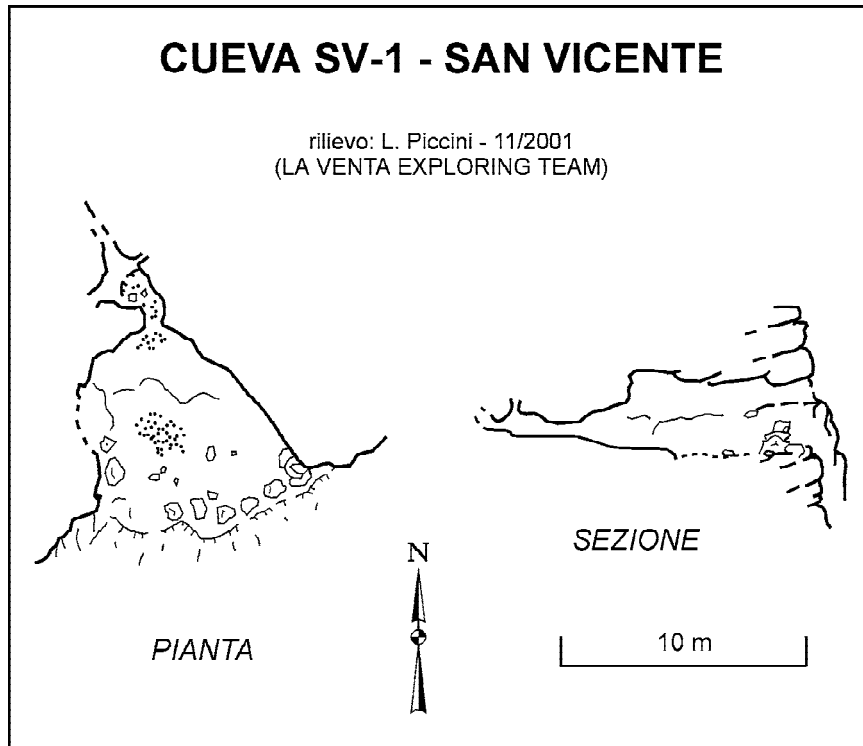 CUEVA SV-1 - SAN VICENTE
rilievo: L. Piccini - 11/2001
(LA VENTA EXPLORING TEAM)
SEZIONE
N
PIANTA
10 m